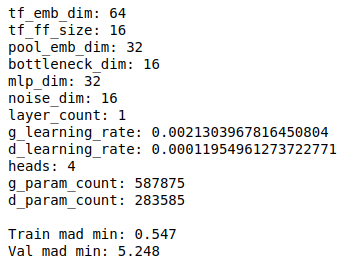 tf_emb_dim: 64
tf_ff_size: 16
pool_emb_dim: 32
bottleneck_dim: 16
mlp_dim: 32
noise_dim: 16
layer_count: 1
g_learning_rate: 0.0021303967816450804
d_learning_rate: 0.00011954961273722771
heads: 4
g_param_count: 587875
d_param_count: 283585
Train mad min: 0.547
Val mad min: 5.248